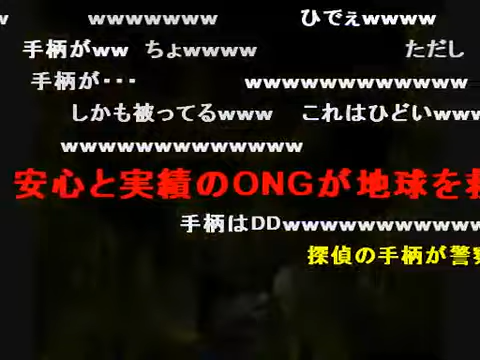 w wwwwwww ひでぇwwww
手柄がww ちょwwww ただし
手柄が・・・ wwwwwwwwwwww
しかも被ってるwww これはひどいwww
wwwwwwwwwwwww
安心と実績のONGが地球を救
手柄はDDwwwwwwwwwww
探偵の手柄が警察